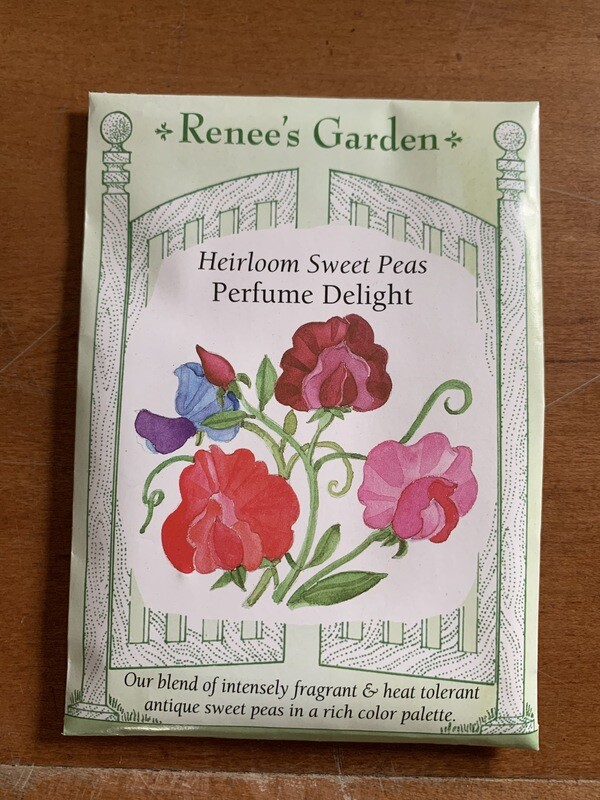 Renee's Garden
Heirloom Sweet Peas
Perfume Delight
Our blend of intensely fragrant & heat tolerant
antique sweet peas in a rich color palette.